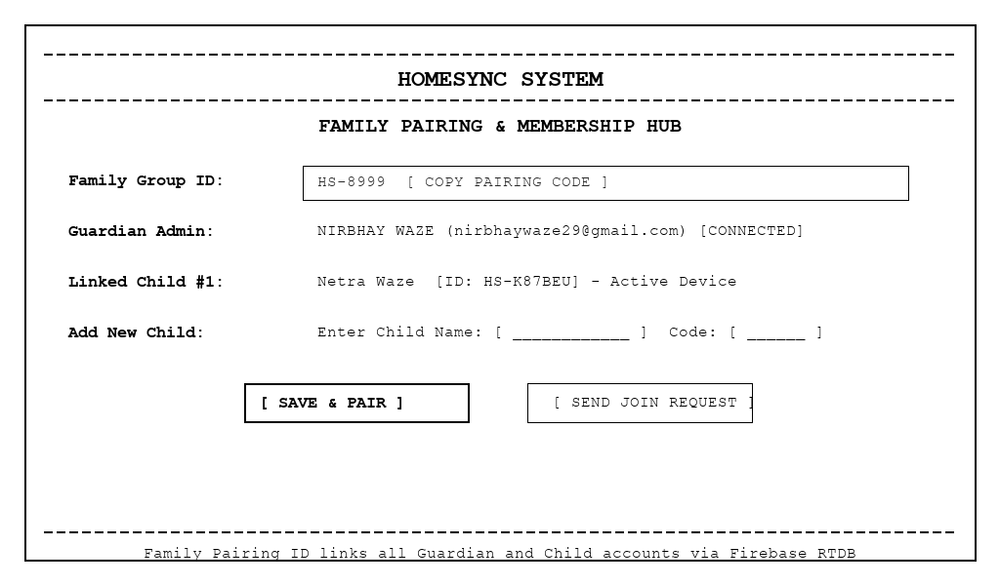 HOMESYNC SYSTEM
FAMILY PAIRING & MEMBERSHIP HUB
Family Group ID: HS-8999 [ COPY PAIRING CODE ]
Guardian Admin: NIRBHAY WAZE (nirbhaywaze29@gmail.com) [CONNECTED]
Linked Child #1: Netra Waze [ID: HS-K87BEU] - Active Device
Add New Child: Enter Child Name: [ ____________ ] Code: [ ______ ]
[ SAVE & PAIR ] [ SEND JOIN REQUEST ]
Family Pairing ID links all Guardian and Child accounts via Firebase RTDB